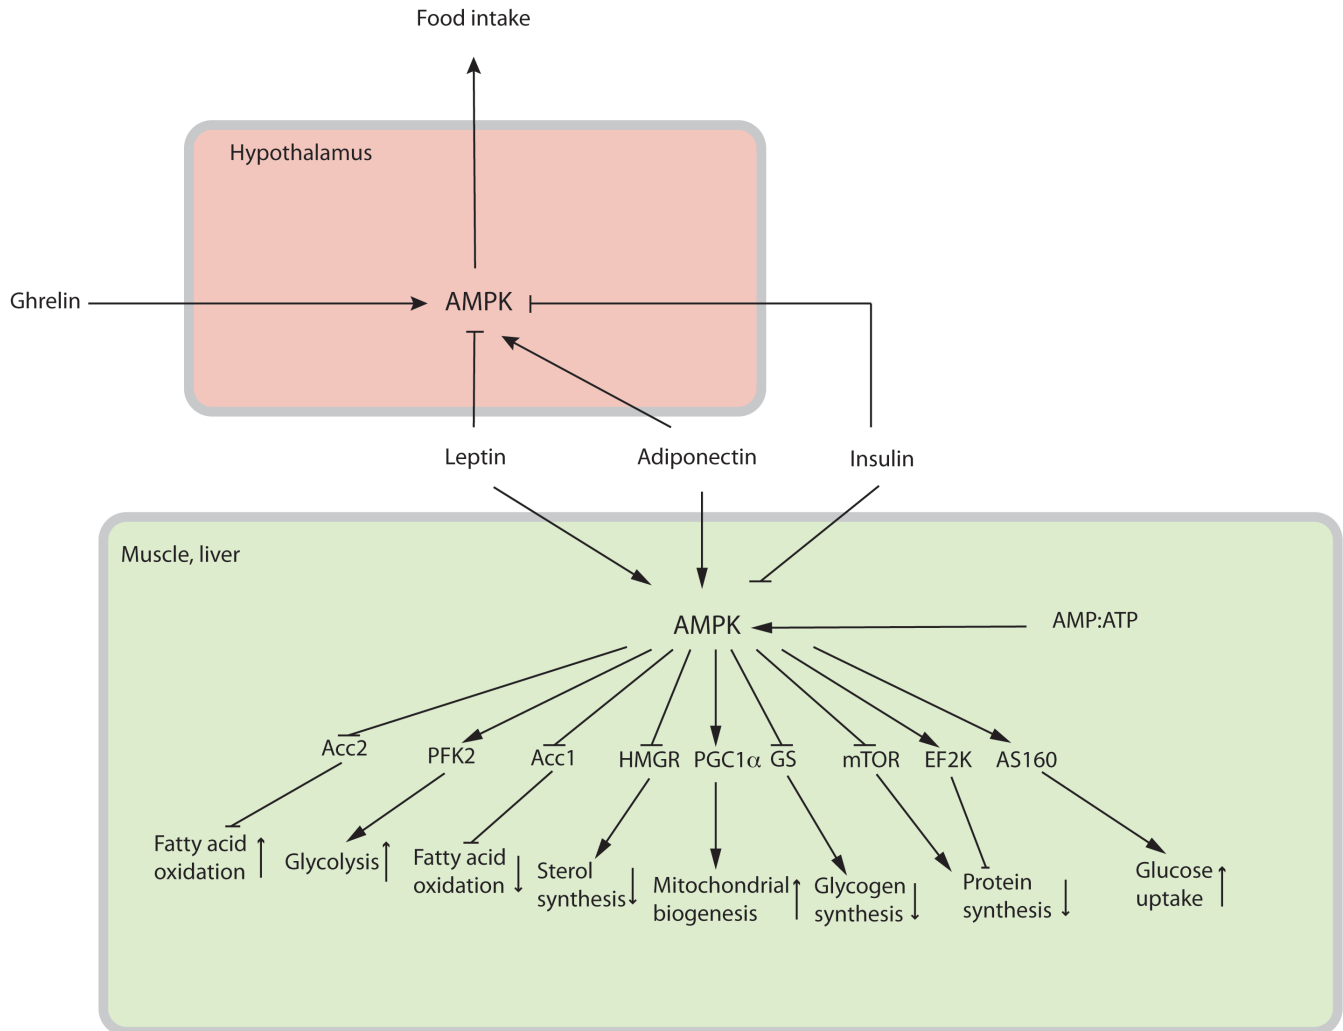 Food intake
Hypothalamus
Ghrelin
AMPK
Leptin
Adiponectin
Insulin
Muscle, liver
AMPK
AMP:ATP
Acc2
PFK2
Acc1
HMGR
PGC1α
GS
mTOR
EF2K
AS160
Fatty acid
oxidation
Glycolysis
Fatty acid
oxidation
Sterol
synthesis
Mitochondrial
biogenesis
Glycogen
synthesis
Protein
synthesis
Glucose
uptake